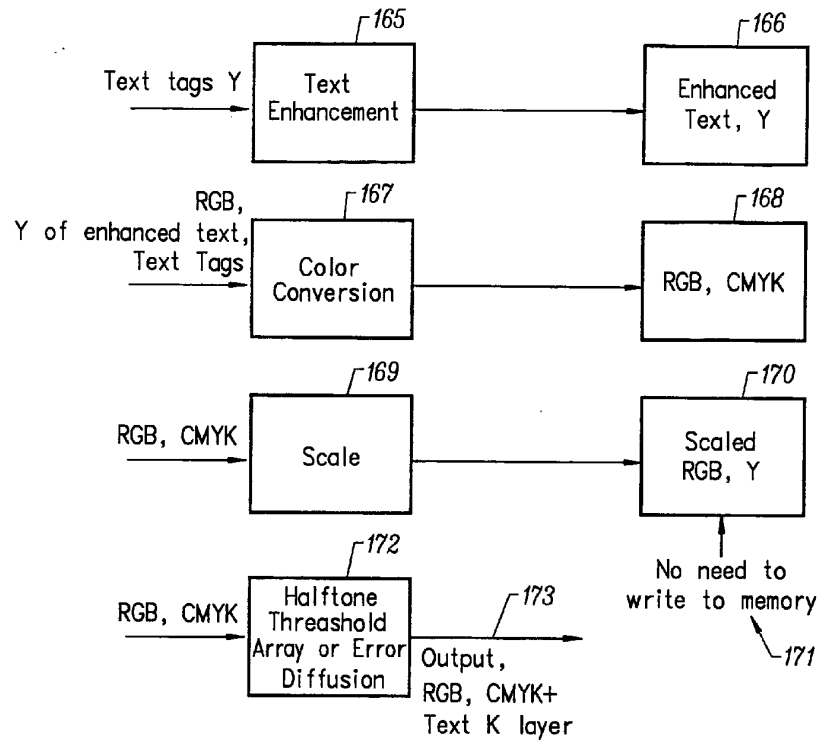 165
Text tags Y
Text
Enhancement
166
Enhanced
Text, Y
RGB,
Y of enhanced text,
Text Tags
167
Color
Conversion
168
RGB, CMYK
RGB, CMYK
169
Scale
170
Scaled
RGB, Y
No need to
write to memory
171
RGB, CMYK
172
Halftone
Threashold
Array or Error
Diffusion
173
Output,
RGB, CMYK+
Text K layer